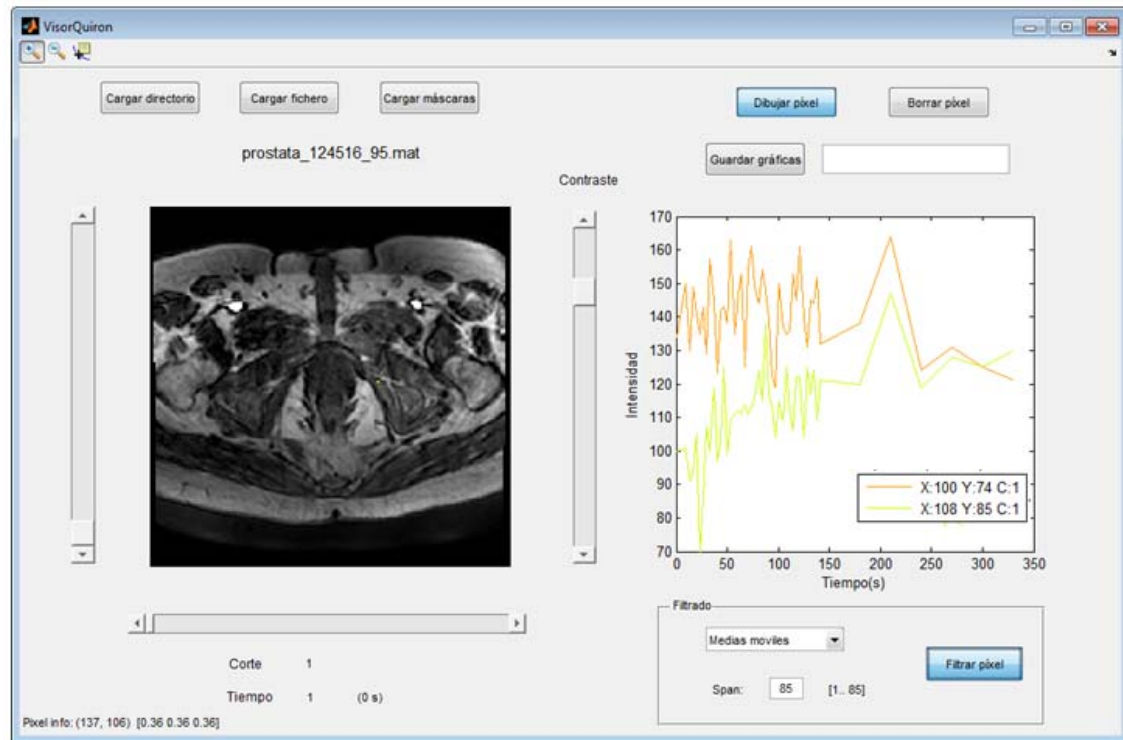 VisorQuiron
Cargar directorio
Cargar fichero
Cargar máscaras
Dibujar píxel
Borrar píxel
prostata_124516_95.mat
Guardar gráficas
Contraste
170
160
150
140
130
120
110
100
90
80
70
Intensidad
X:100 Y:74 C:1
X:108 Y:85 C:1
0 50 100 150 200 250 300 350
Tiempo(s)
Filtrado
Medias moviles
Filtrar píxel
Span: 85 [1.. 85]
Corte 1
Tiempo 1 (0 s)
Pixel info: (137, 106) [0.36 0.36 0.36]